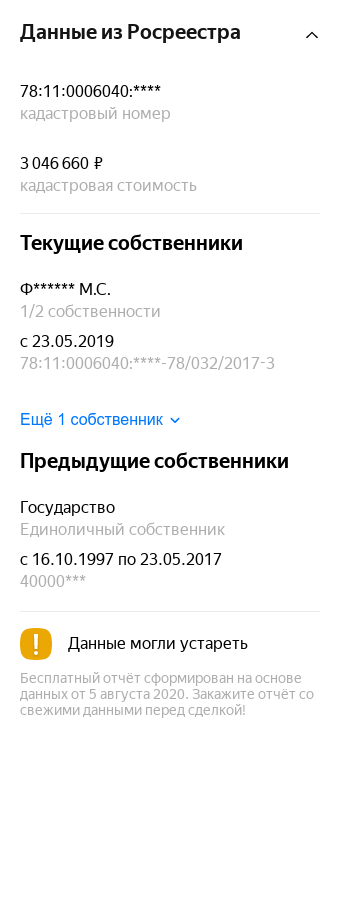 Данные из Росреестра
78:11:0006040:****
кадастровый номер
3 046 660 ₽
кадастровая стоимость
Текущие собственники
Ф****** М.С.
1/2 собственности
с 23.05.2019
78:11:0006040:****-78/032/2017-3
Ещё 1 собственник
Предыдущие собственники
Государство
Единоличный собственник
с 16.10.1997 по 23.05.2017
40000***
Данные могли устареть
Бесплатный отчёт сформирован на основе
данных от 5 августа 2020. Закажите отчёт со
свежими данными перед сделкой!